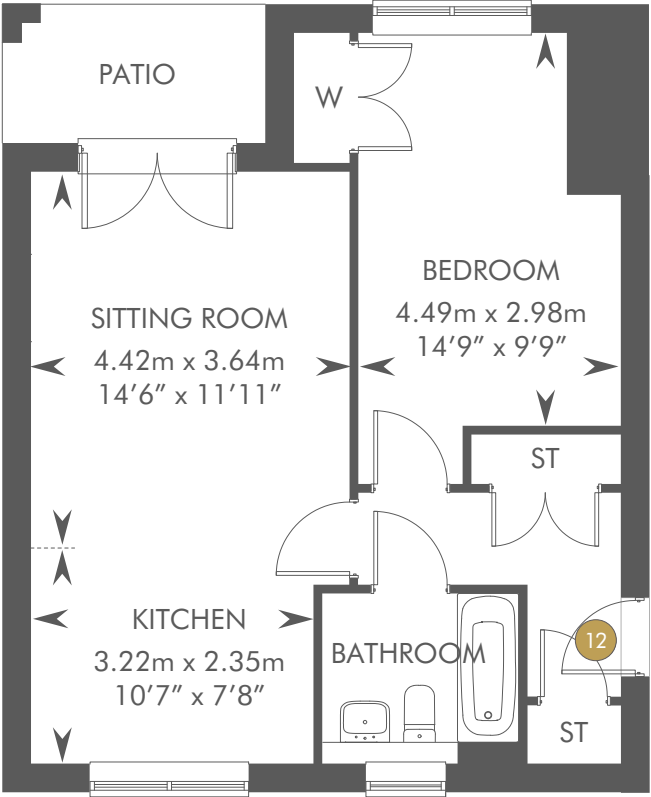 PATIO
W
BEDROOM
4.49m x 2.98m
14’9” x 9’9”
SITTING ROOM
4.42m x 3.64m
14’6” x 11’11”
ST
KITCHEN
3.22m x 2.35m
10’7” x 7’8”
BATHROOM
12
ST